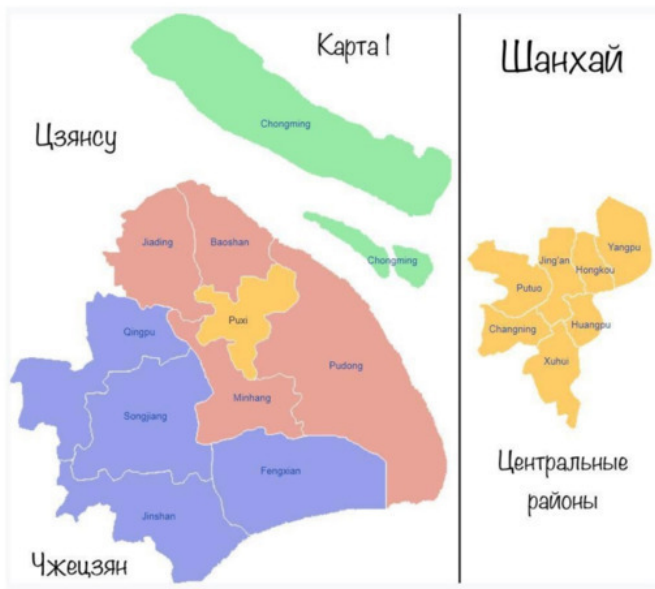 Карта 1
Шанхай
Цзянсу
Chongming
Jiading
Baoshan
Chongming
Puxi
Qingpu
Pudong
Minhang
Songjiang
Fengxian
Jinshan
Чжецзян
Yangpu
Jing'an
Hongkou
Putuo
Changning
Huangpu
Xuhui
Центральные
районы